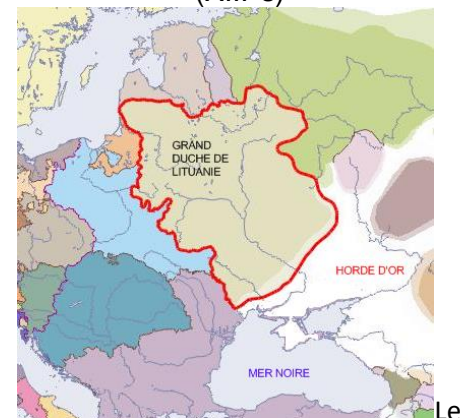 GRAND
DUCHE DE
LITUANIE
HORDE D'OR
MER NOIRE
Le